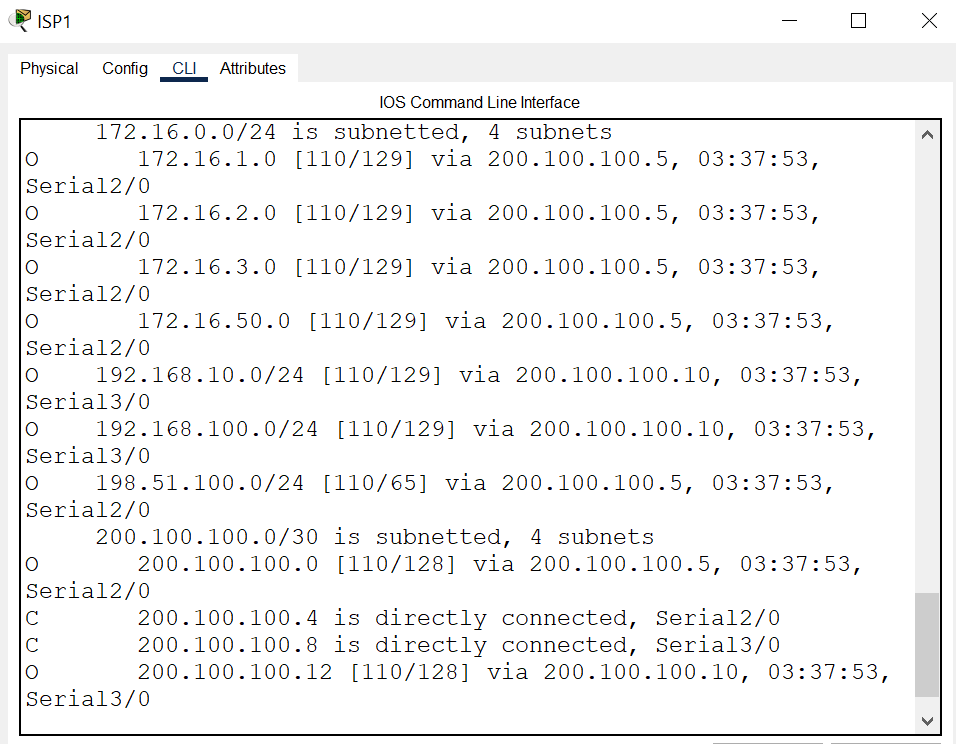 ISP1
Physical Config CLI Attributes
IOS Command Line Interface
172.16.0.0/24 is subnetted, 4 subnets
O 172.16.1.0 [110/129] via 200.100.100.5, 03:37:53,
Serial2/0
O 172.16.2.0 [110/129] via 200.100.100.5, 03:37:53,
Serial2/0
O 172.16.3.0 [110/129] via 200.100.100.5, 03:37:53,
Serial2/0
O 172.16.50.0 [110/129] via 200.100.100.5, 03:37:53,
Serial2/0
O 192.168.10.0/24 [110/129] via 200.100.100.10, 03:37:53,
Serial3/0
O 192.168.100.0/24 [110/129] via 200.100.100.10, 03:37:53,
Serial3/0
O 198.51.100.0/24 [110/65] via 200.100.100.5, 03:37:53,
Serial2/0
200.100.100.0/30 is subnetted, 4 subnets
O 200.100.100.0 [110/128] via 200.100.100.5, 03:37:53,
Serial2/0
C 200.100.100.4 is directly connected, Serial2/0
C 200.100.100.8 is directly connected, Serial3/0
O 200.100.100.12 [110/128] via 200.100.100.10, 03:37:53,
Serial3/0